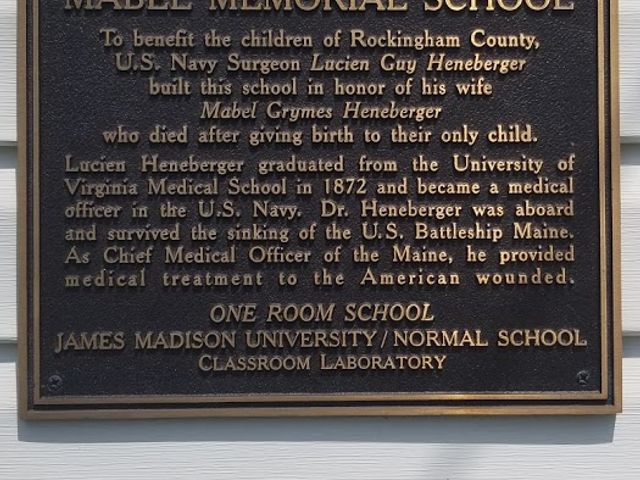 MABEL MEMORIAL SCHOOL
To benefit the children of Rockingham County,
U.S. Navy Surgeon Lucien Guy Heneberger
built this school in honor of his wife
Mabel Grymes Heneberger
who died after giving birth to their only child.
Lucien Heneberger graduated from the University of
Virginia Medical School in 1872 and became a medical
officer in the U.S. Navy. Dr. Heneberger was aboard
and survived the sinking of the U.S. Battleship Maine.
As Chief Medical Officer of the Maine, he provided
medical treatment to the American wounded.
ONE ROOM SCHOOL
JAMES MADISON UNIVERSITY/NORMAL SCHOOL
CLASSROOM LABORATORY